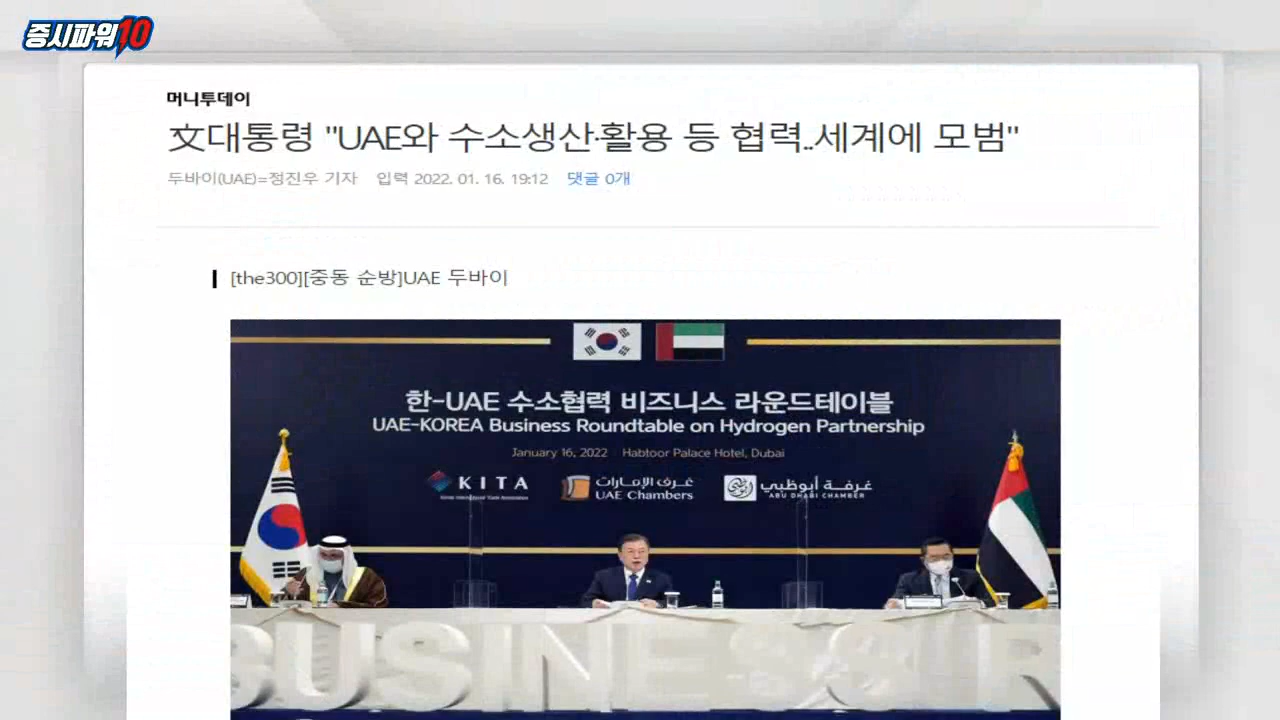 증시파워10
머니투데이
文대통령 "UAE와 수소생산·활용 등 협력..세계에 모범"
두바이(UAE)=정진우 기자 입력 2022. 01. 16. 19:12 댓글 0개
[the300][중동 순방]UAE 두바이
한-UAE 수소협력 비즈니스 라운드테이블
UAE-KOREA Business Roundtable on Hydrogen Partnership
January 16, 2022 Habtoor Palace Hotel, Dubai
KITA
غرف الإمارات
UAE Chambers
غرفة أبوظبي
ABU DHABI CHAMBER
BUSINESS R